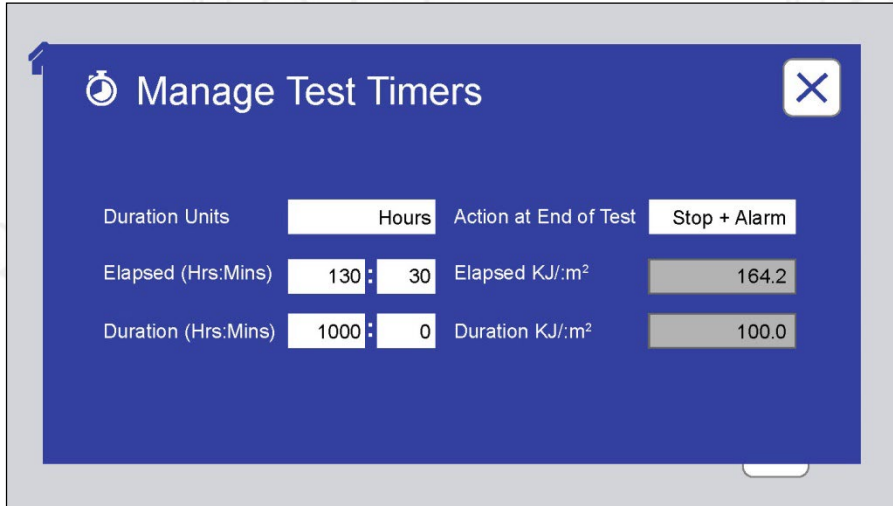 Manage Test Timers
Duration Units Hours Action at End of Test Stop + Alarm
Elapsed (Hrs:Mins) 130 : 30 Elapsed KJ/:m² 164.2
Duration (Hrs:Mins) 1000 : 0 Duration KJ/:m² 100.0